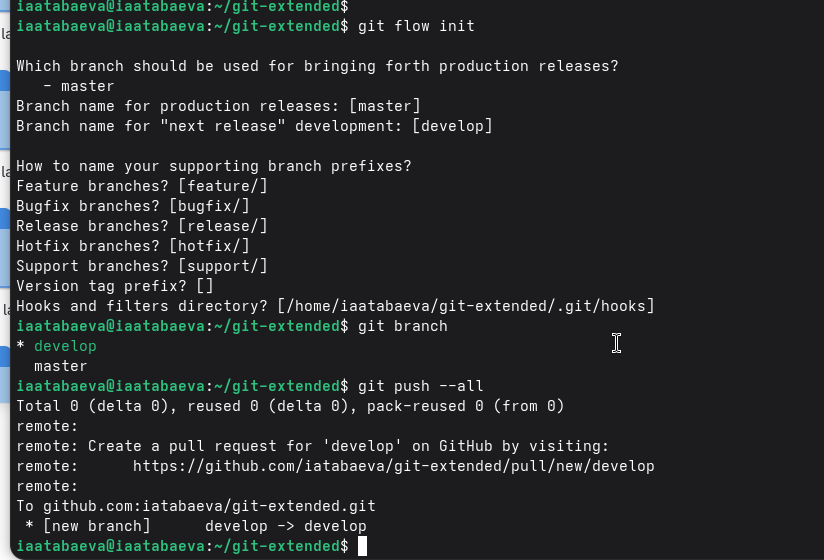 iaatabaeva@iaatabaeva:~/git-extended$
iaatabaeva@iaatabaeva:~/git-extended$ git flow init

Which branch should be used for bringing forth production releases?
   - master
Branch name for production releases: [master]
Branch name for "next release" development: [develop]

How to name your supporting branch prefixes?
Feature branches? [feature/]
Bugfix branches? [bugfix/]
Release branches? [release/]
Hotfix branches? [hotfix/]
Support branches? [support/]
Version tag prefix? []
Hooks and filters directory? [/home/iaatabaeva/git-extended/.git/hooks]
iaatabaeva@iaatabaeva:~/git-extended$ git branch
* develop
  master
iaatabaeva@iaatabaeva:~/git-extended$ git push --all
Total 0 (delta 0), reused 0 (delta 0), pack-reused 0 (from 0)
remote:
remote: Create a pull request for 'develop' on GitHub by visiting:
remote:      https://github.com/iatabaeva/git-extended/pull/new/develop
remote:
To github.com:iatabaeva/git-extended.git
 * [new branch]      develop -> develop
iaatabaeva@iaatabaeva:~/git-extended$